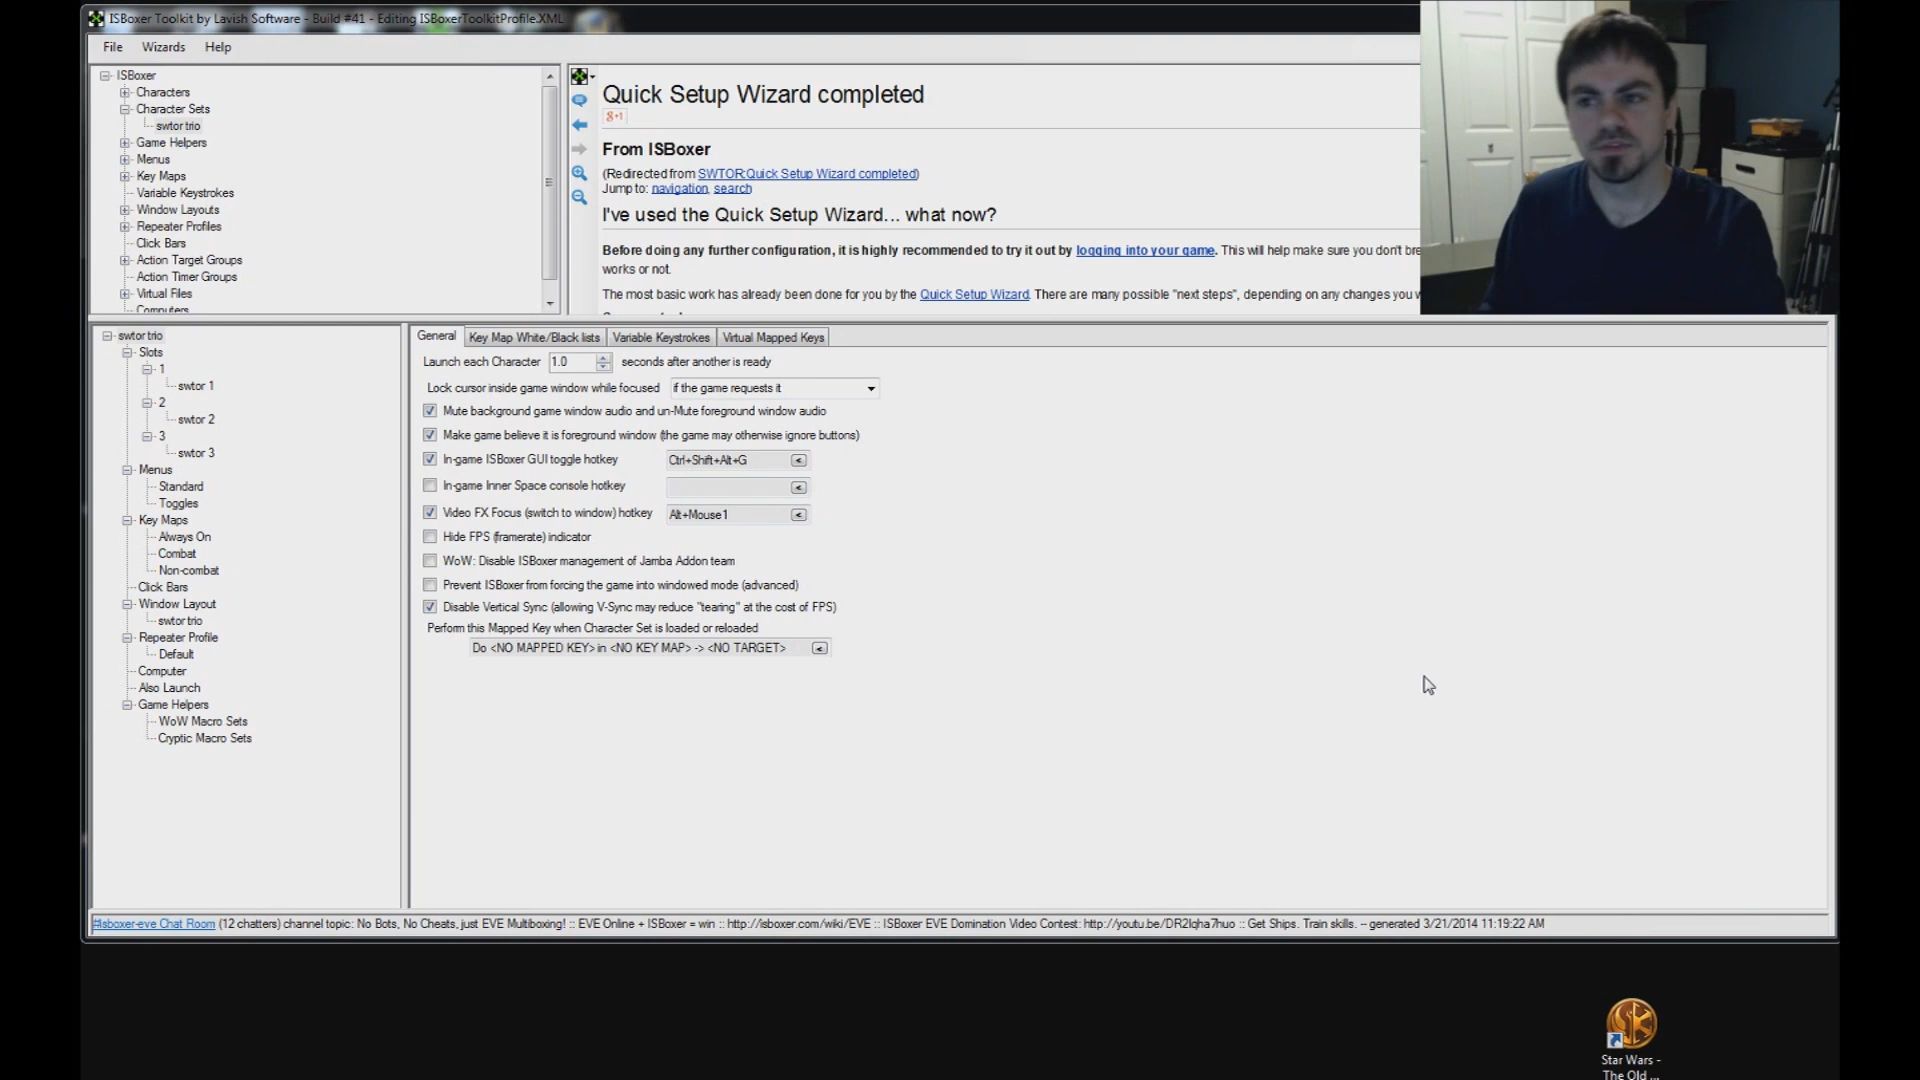 ISBoxer Toolkit by Lavish Software - Build #41 - Editing ISBoxerToolkitProfile.XML
File Wizards Help
ISBoxer
Characters
Character Sets
swtor trio
Game Helpers
Menus
Key Maps
Variable Keystrokes
Window Layouts
Repeater Profiles
Click Bars
Action Target Groups
Action Timer Groups
Virtual Files
Computers
Quick Setup Wizard completed
g+1
From ISBoxer
(Redirected from SWTOR:Quick Setup Wizard completed)
Jump to: navigation, search
I've used the Quick Setup Wizard... what now?
Before doing any further configuration, it is highly recommended to try it out by logging into your game. This will help make sure you don't bre
works or not.
The most basic work has already been done for you by the Quick Setup Wizard. There are many possible "next steps", depending on any changes you w
swtor trio
Slots
1
swtor 1
2
swtor 2
3
swtor 3
Menus
Standard
Toggles
Key Maps
Always On
Combat
Non-combat
Click Bars
Window Layout
swtor trio
Repeater Profile
Default
Computer
Also Launch
Game Helpers
WoW Macro Sets
Cryptic Macro Sets
General Key Map White/Black lists Variable Keystrokes Virtual Mapped Keys
Launch each Character 1.0 seconds after another is ready
Lock cursor inside game window while focused if the game requests it
Mute background game window audio and un-Mute foreground window audio
Make game believe it is foreground window (the game may otherwise ignore buttons)
In-game ISBoxer GUI toggle hotkey Ctrl+Shift+Alt+G <
In-game Inner Space console hotkey <
Video FX Focus (switch to window) hotkey Alt+Mouse1 <
Hide FPS (framerate) indicator
WoW: Disable ISBoxer management of Jamba Addon team
Prevent ISBoxer from forcing the game into windowed mode (advanced)
Disable Vertical Sync (allowing V-Sync may reduce "tearing" at the cost of FPS)
Perform this Mapped Key when Character Set is loaded or reloaded
Do <NO MAPPED KEY> in <NO KEY MAP> -> <NO TARGET> <
#isboxer-eve Chat Room (12 chatters) channel topic: No Bots, No Cheats, just EVE Multiboxing! :: EVE Online + ISBoxer = win :: http://isboxer.com/wiki/EVE :: ISBoxer EVE Domination Video Contest: http://youtu.be/DR2Iqha7huo :: Get Ships. Train skills. -- generated 3/21/2014 11:19:22 AM
Star Wars -
The Old ...